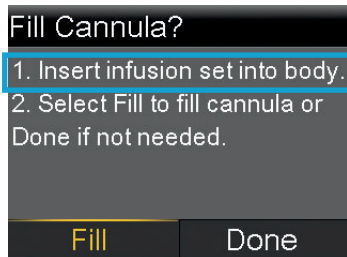 Fill Cannula?
1. Insert infusion set into body.
2. Select Fill to fill cannula or
Done if not needed.
Fill
Done